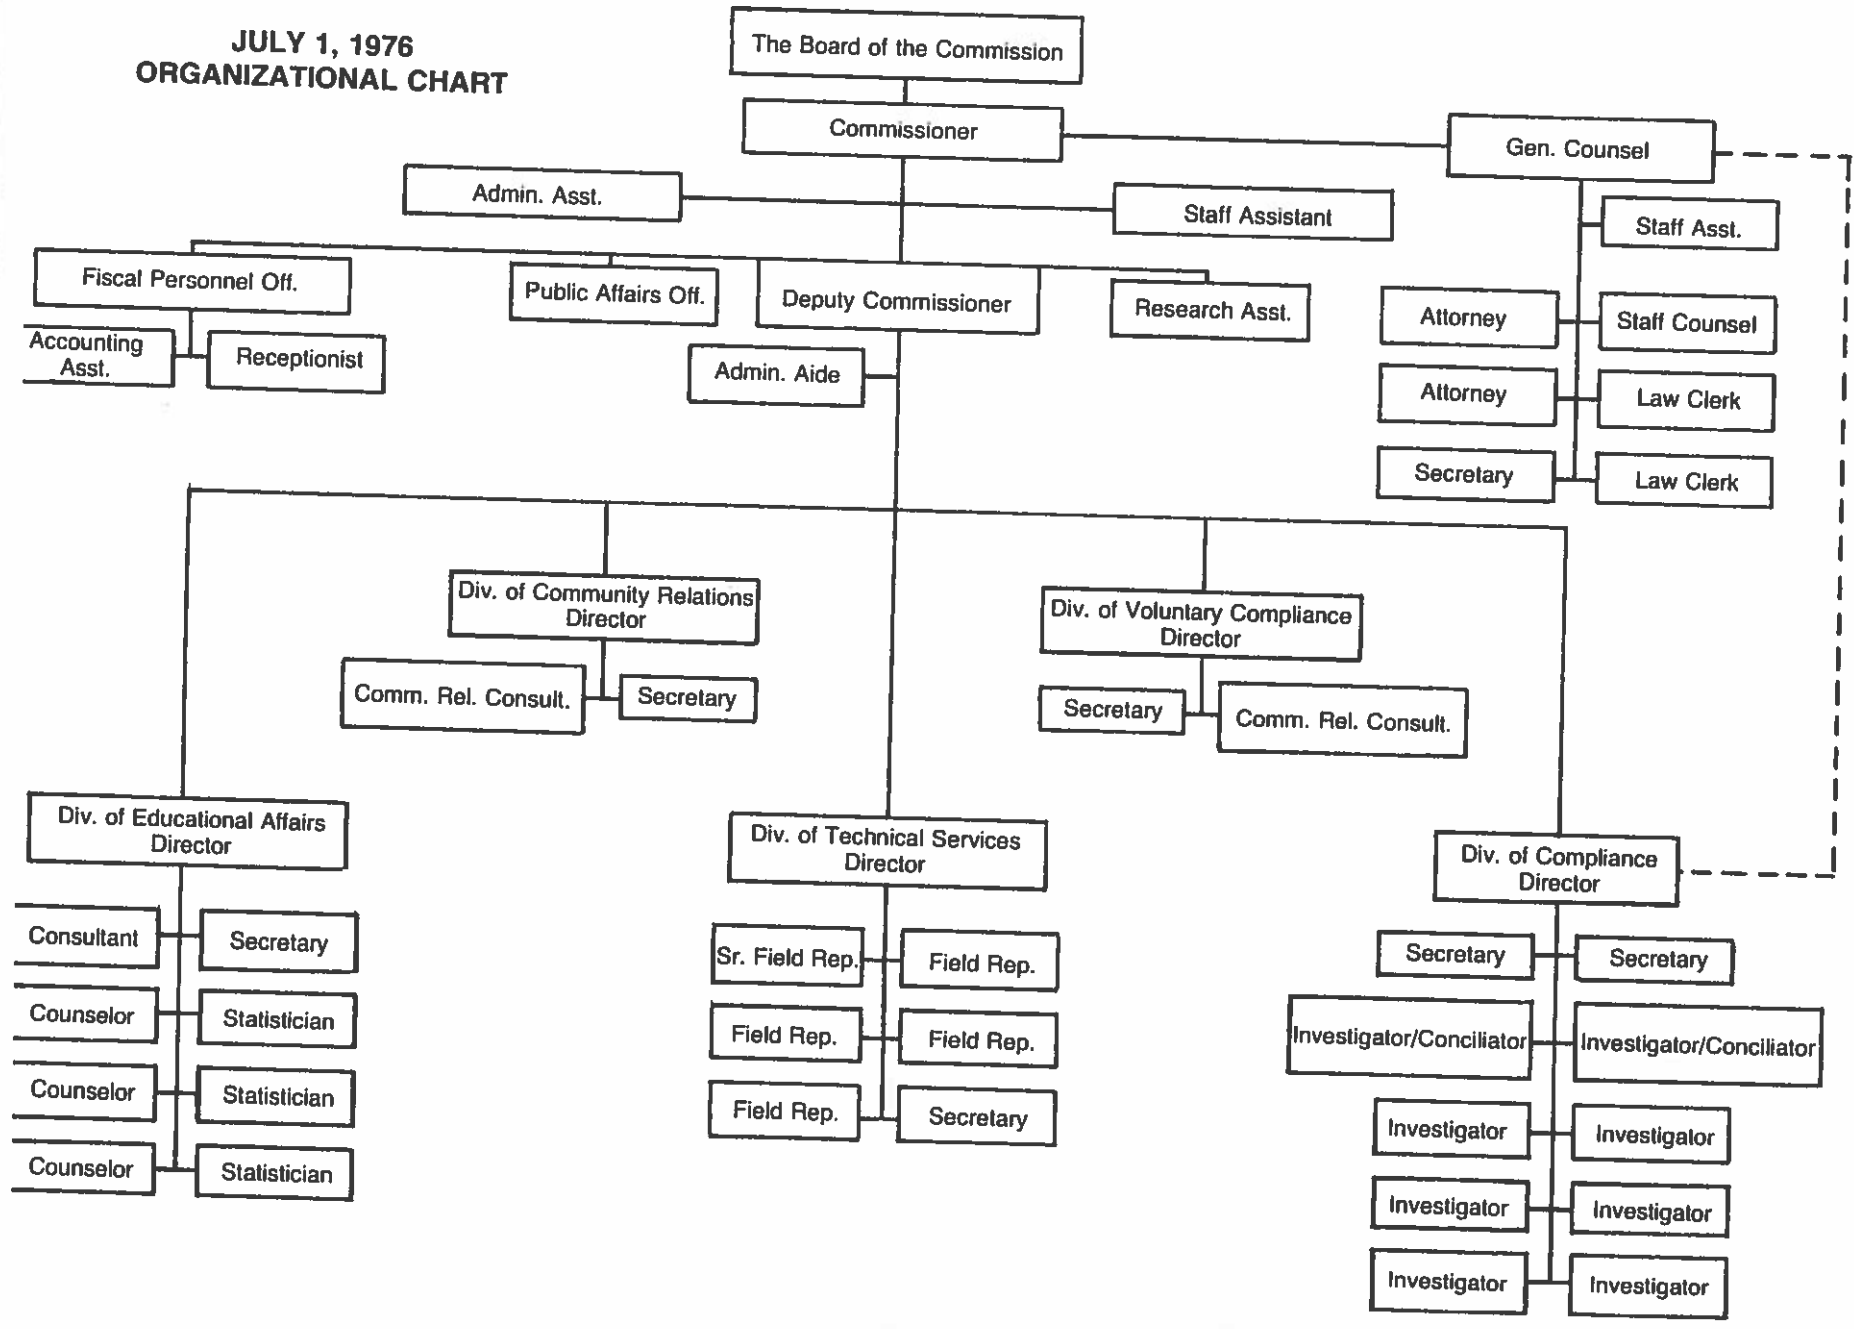 JULY 1, 1976
ORGANIZATIONAL CHART
The Board of the Commission
Commissioner
Gen. Counsel
Admin. Asst.
Staff Assistant
Staff Asst.
Fiscal Personnel Off.
Public Affairs Off.
Deputy Commissioner
Research Asst.
Attorney
Staff Counsel
Accounting
Asst.
Receptionist
Admin. Aide
Attorney
Law Clerk
Secretary
Law Clerk
Div. of Community Relations
Director
Div. of Voluntary Compliance
Director
Comm. Rel. Consult.
Secretary
Secretary
Comm. Rel. Consult.
Div. of Educational Affairs
Director
Div. of Technical Services
Director
Div. of Compliance
Director
Consultant
Secretary
Counselor
Statistician
Counselor
Statistician
Counselor
Statistician
Sr. Field Rep.
Field Rep.
Field Rep.
Field Rep.
Field Rep.
Secretary
Secretary
Secretary
Investigator/Conciliator
Investigator/Conciliator
Investigator
Investigator
Investigator
Investigator
Investigator
Investigator